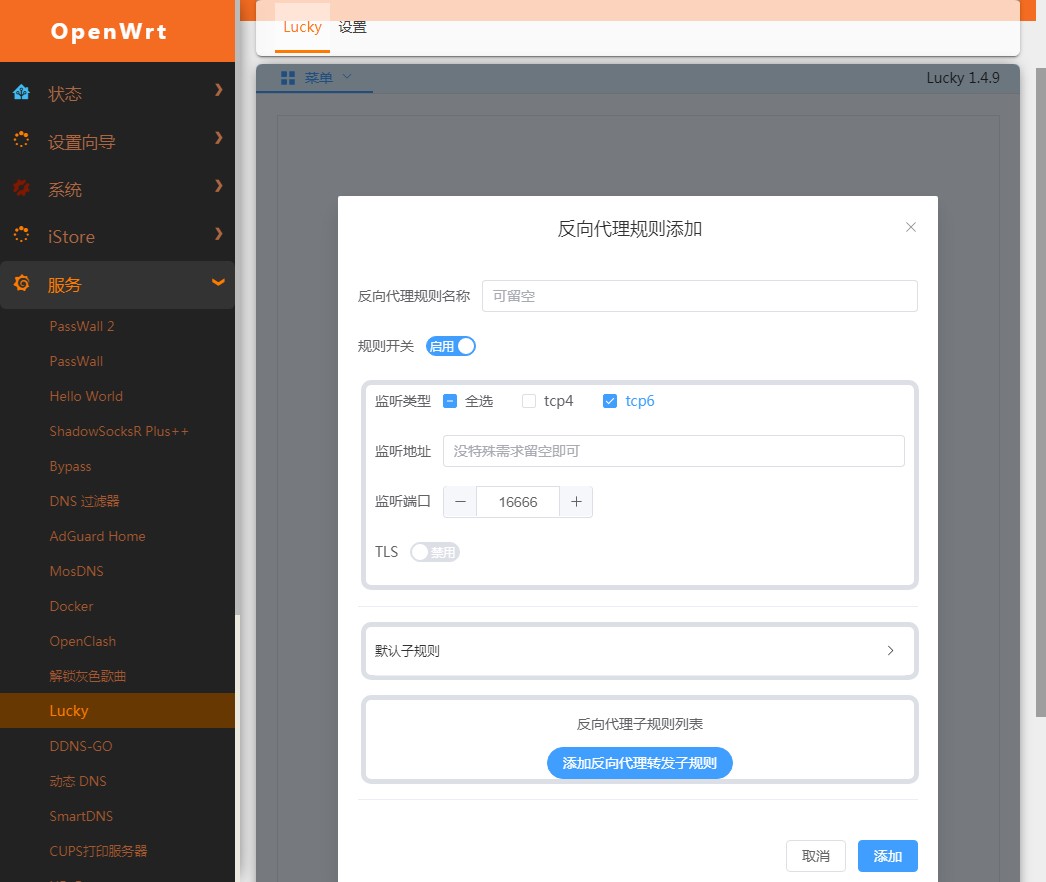 OpenWrt
状态
设置向导
系统
iStore
服务
PassWall 2
PassWall
Hello World
ShadowSocksR Plus++
Bypass
DNS 过滤器
AdGuard Home
MosDNS
Docker
OpenClash
解锁灰色歌曲
Lucky
DDNS-GO
动态 DNS
SmartDNS
CUPS打印服务器
Lucky 设置
菜单 Lucky 1.4.9
反向代理规则添加
反向代理规则名称 可留空
规则开关 启用
监听类型 全选 tcp4 tcp6
监听地址 没特殊需求留空即可
监听端口 16666
TLS 禁用
默认子规则
反向代理子规则列表
添加反向代理转发子规则
取消 添加